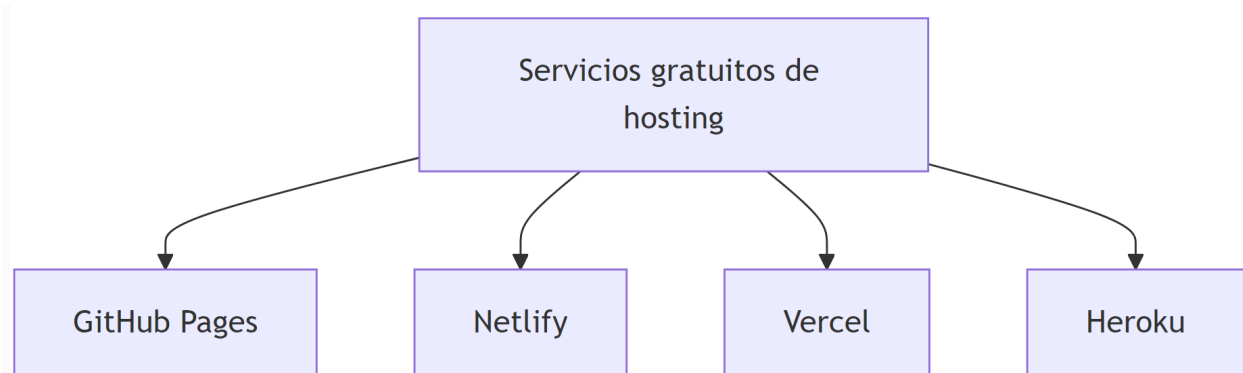 Servicios gratuitos de
hosting
GitHub Pages
Netlify
Vercel
Heroku